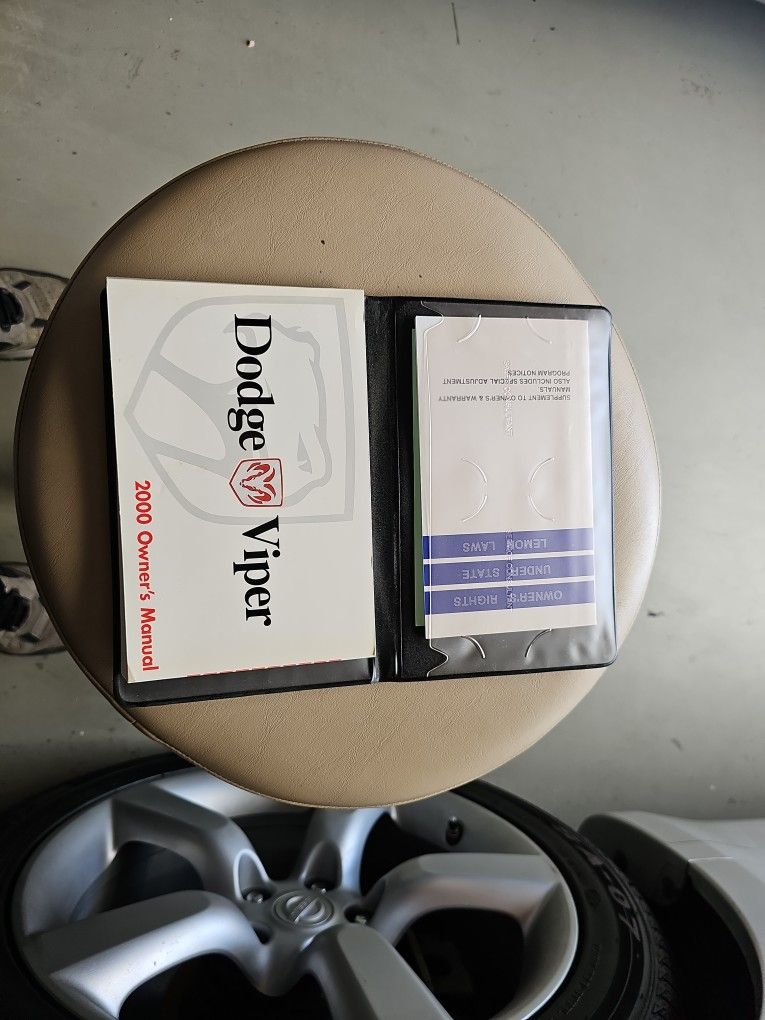 Dodge Viper
2000 Owner's Manual
SUPPLEMENT TO OWNER'S & WARRANTY
MANUALS.
ALSO INCLUDES SPECIAL ADJUSTMENT
PROGRAM NOTICES
OWNER'S RIGHTS
UNDER STATE
LEMON LAWS